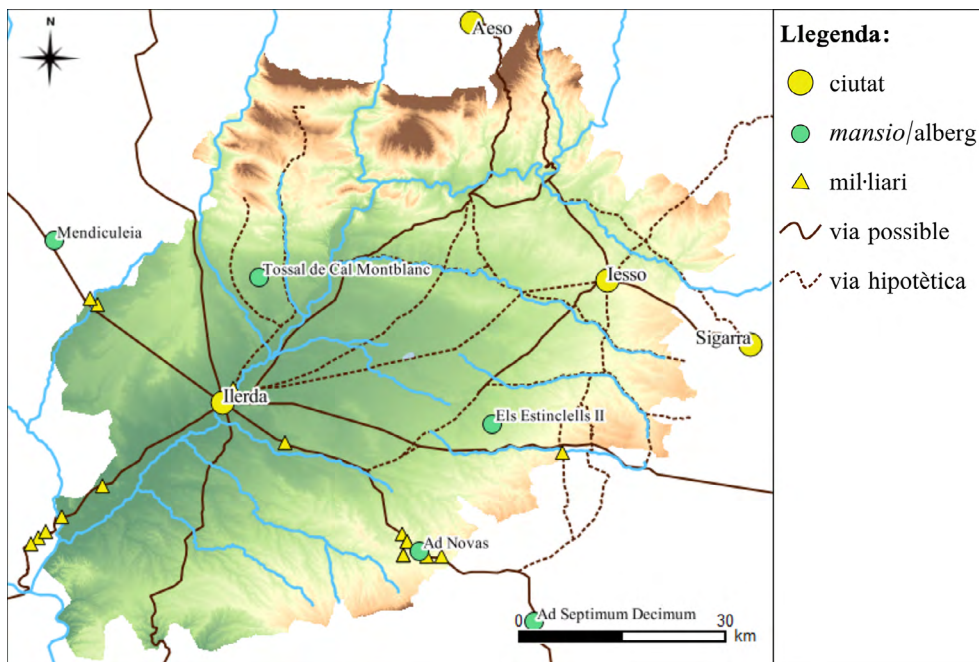 N
Aeso
Mendiculeia
Tossal de Cal Montblanc
Iesso
Sigarra
Ilerda
Els Estinclells II
Ad Novas
Ad Septimum Decimum
0 30
km
Llegenda:
ciutat
mansio/alberg
mil·liari
via possible
via hipotètica